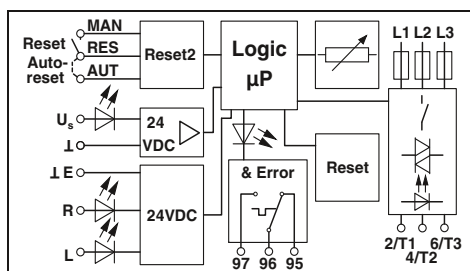 MAN
Reset
RES
Auto-
reset
AUT
Reset2
Logic
µP
L1 L2 L3
Us
24
VDC
⊥
⊥ E
R
L
24VDC
& Error
Reset
97 96 95
2/T1 6/T3
4/T2